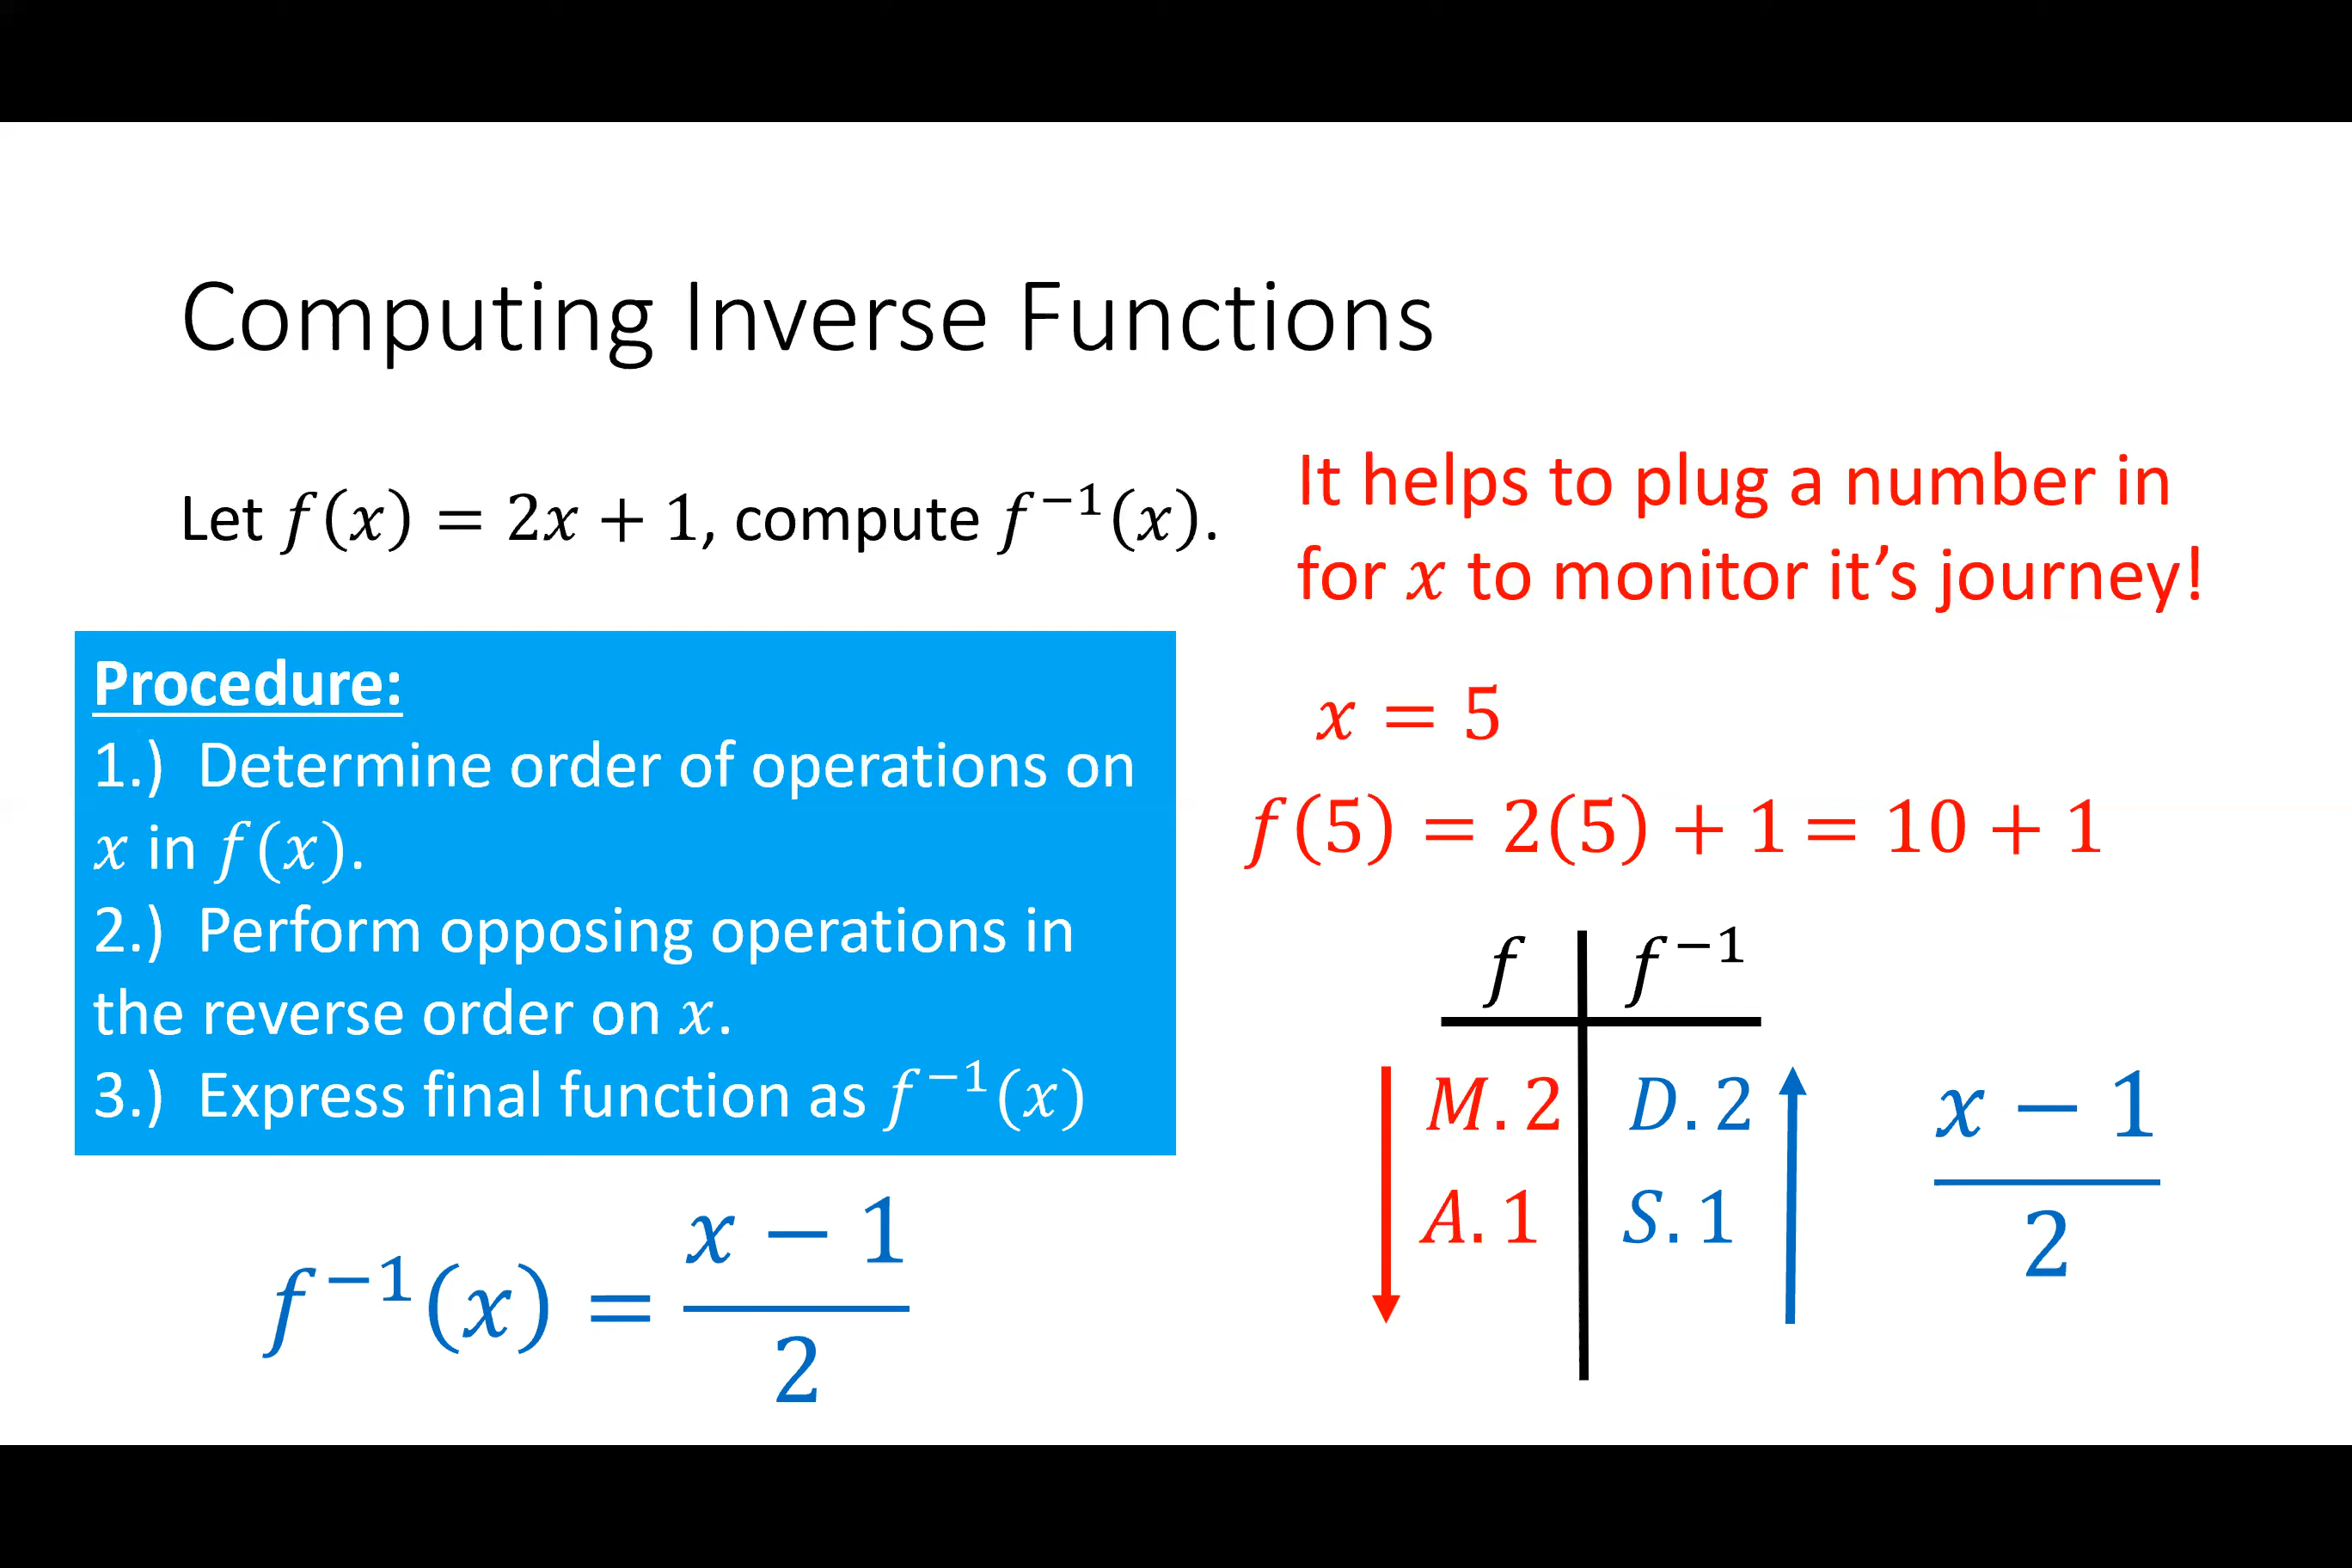 Computing Inverse Functions
Let f(x) = 2x + 1, compute f⁻¹(x).
It helps to plug a number in
for x to monitor it’s journey!
Procedure:
1.) Determine order of operations on
x in f(x).
2.) Perform opposing operations in
the reverse order on x.
3.) Express final function as f⁻¹(x)
f⁻¹(x) = (x − 1)/2
x = 5
f(5) = 2(5) + 1 = 10 + 1
f f⁻¹
M. 2 D. 2
A. 1 S. 1
(x − 1)/2